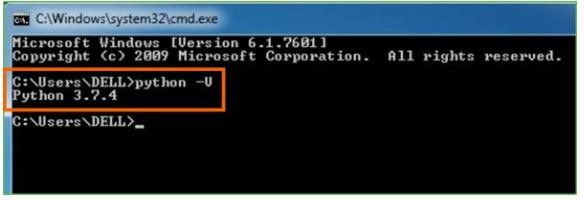 C:\Windows\system32\cmd.exe
Microsoft Windows [Version 6.1.7601]
Copyright (c) 2009 Microsoft Corporation.  All rights reserved.
C:\Users\DELL>python -V
Python 3.7.4
C:\Users\DELL>_